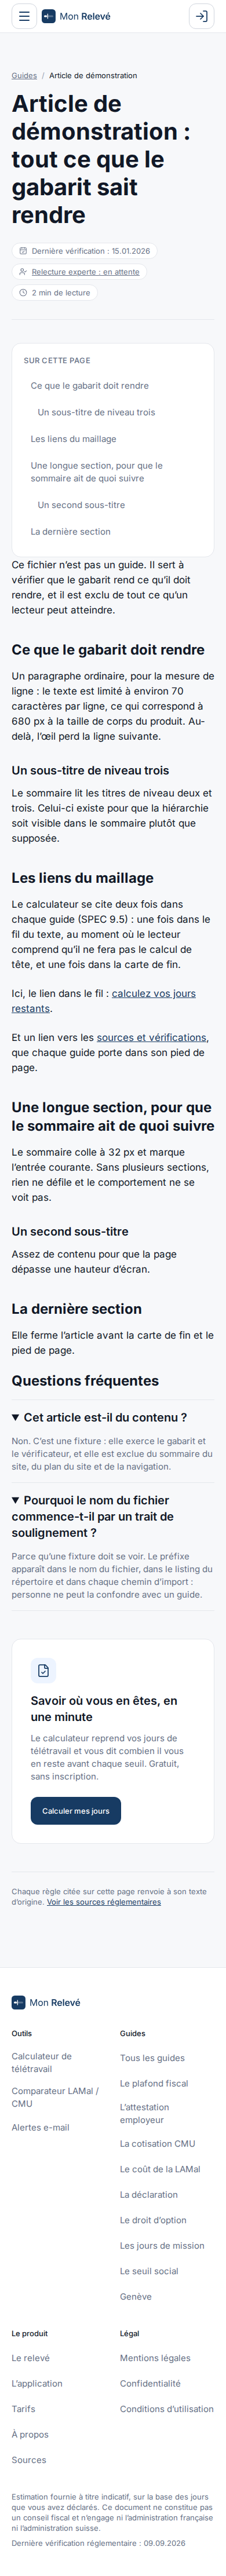 Mon Relevé
Guides / Article de démonstration
Article de
démonstration :
tout ce que le
gabarit sait
rendre
Dernière vérification : 15.01.2026
Relecture experte : en attente
2 min de lecture
SUR CETTE PAGE
Ce que le gabarit doit rendre
Un sous-titre de niveau trois
Les liens du maillage
Une longue section, pour que le
sommaire ait de quoi suivre
Un second sous-titre
La dernière section
Ce fichier n’est pas un guide. Il sert à
vérifier que le gabarit rend ce qu’il doit
rendre, et il est exclu de tout ce qu’un
lecteur peut atteindre.
Ce que le gabarit doit rendre
Un paragraphe ordinaire, pour la mesure de
ligne : le texte est limité à environ 70
caractères par ligne, ce qui correspond à
680 px à la taille de corps du produit. Au-
delà, l’œil perd la ligne suivante.
Un sous-titre de niveau trois
Le sommaire lit les titres de niveau deux et
trois. Celui-ci existe pour que la hiérarchie
soit visible dans le sommaire plutôt que
supposée.
Les liens du maillage
Le calculateur se cite deux fois dans
chaque guide (SPEC 9.5) : une fois dans le
fil du texte, au moment où le lecteur
comprend qu’il ne fera pas le calcul de
tête, et une fois dans la carte de fin.
Ici, le lien dans le fil : calculez vos jours
restants.
Et un lien vers les sources et vérifications,
que chaque guide porte dans son pied de
page.
Une longue section, pour que
le sommaire ait de quoi suivre
Le sommaire colle à 32 px et marque
l’entrée courante. Sans plusieurs sections,
rien ne défile et le comportement ne se
voit pas.
Un second sous-titre
Assez de contenu pour que la page
dépasse une hauteur d’écran.
La dernière section
Elle ferme l’article avant la carte de fin et le
pied de page.
Questions fréquentes
▼ Cet article est-il du contenu ?
Non. C’est une fixture : elle exerce le gabarit et
le vérificateur, et elle est exclue du sommaire du
site, du plan du site et de la navigation.
▼ Pourquoi le nom du fichier
commence-t-il par un trait de
soulignement ?
Parce qu’une fixture doit se voir. Le préfixe
apparaît dans le nom du fichier, dans le listing du
répertoire et dans chaque chemin d’import :
personne ne peut la confondre avec un guide.
Savoir où vous en êtes, en
une minute
Le calculateur reprend vos jours de
télétravail et vous dit combien il vous
en reste avant chaque seuil. Gratuit,
sans inscription.
Calculer mes jours
Chaque règle citée sur cette page renvoie à son texte
d’origine. Voir les sources réglementaires
Mon Relevé
Outils
Calculateur de
télétravail
Comparateur LAMal /
CMU
Alertes e-mail
Guides
Tous les guides
Le plafond fiscal
L’attestation
employeur
La cotisation CMU
Le coût de la LAMal
La déclaration
Le droit d’option
Les jours de mission
Le seuil social
Genève
Le produit
Le relevé
L’application
Tarifs
À propos
Sources
Légal
Mentions légales
Confidentialité
Conditions d’utilisation
Estimation fournie à titre indicatif, sur la base des jours
que vous avez déclarés. Ce document ne constitue pas
un conseil fiscal et n’engage ni l’administration française
ni l’administration suisse.
Dernière vérification réglementaire : 09.09.2026